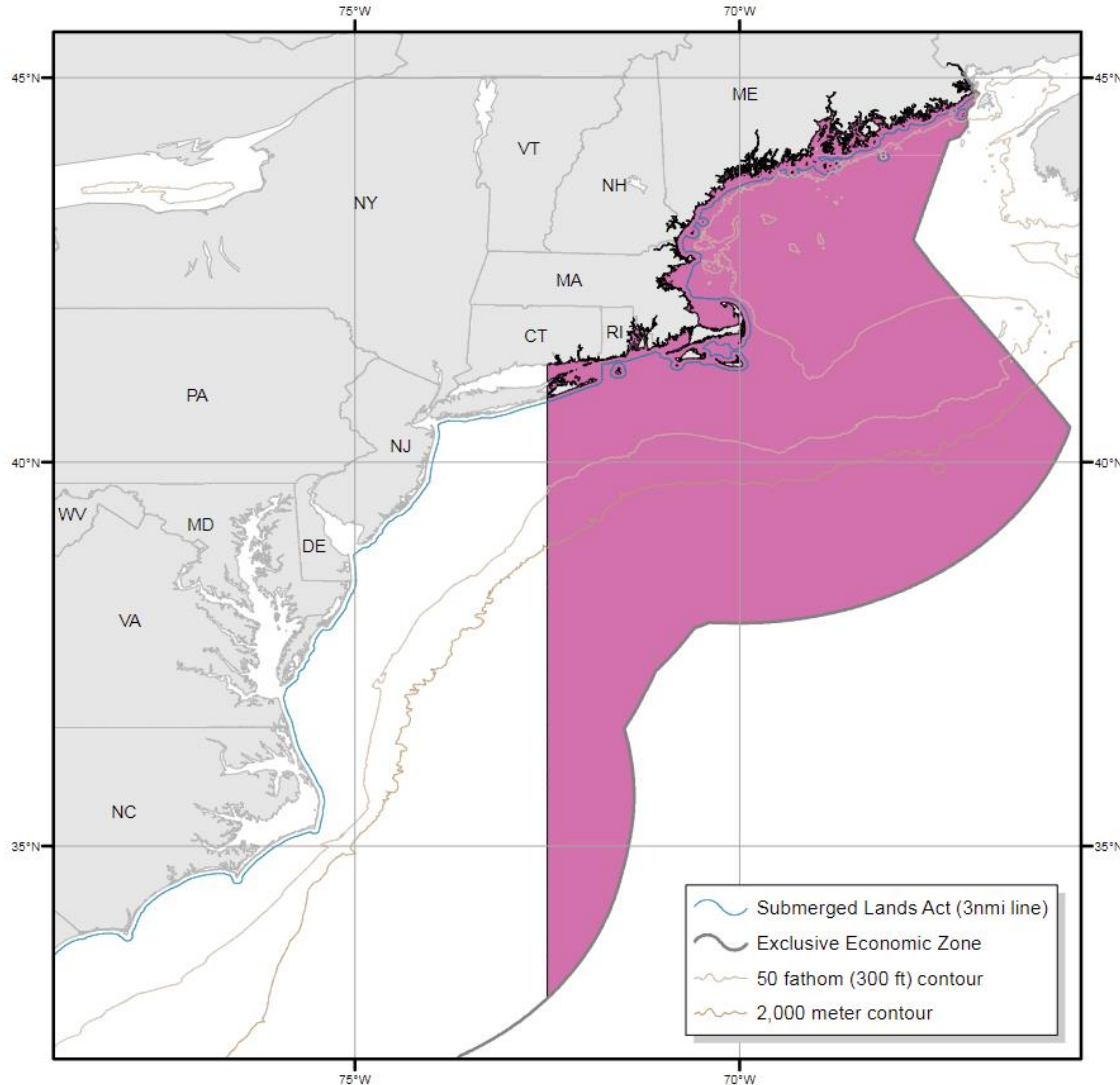 75°W
70°W
45°N
45°N
ME
VT
NH
NY
MA
CT
RI
PA
40°N
40°N
NJ
WV
MD
DE
VA
NC
35°N
35°N
Submerged Lands Act (3nmi line)
Exclusive Economic Zone
50 fathom (300 ft) contour
2,000 meter contour
75°W
70°W